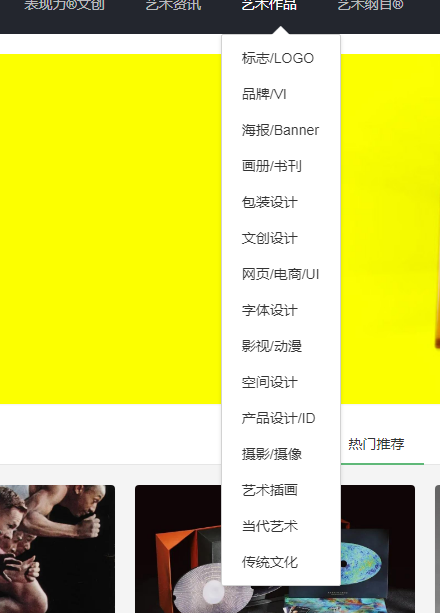 表现力®文创 艺术资讯 艺术作品 艺术纲目®
标志/LOGO
品牌/VI
海报/Banner
画册/书刊
包装设计
文创设计
网页/电商/UI
字体设计
影视/动漫
空间设计
产品设计/ID
热门推荐
摄影/摄像
艺术插画
当代艺术
传统文化